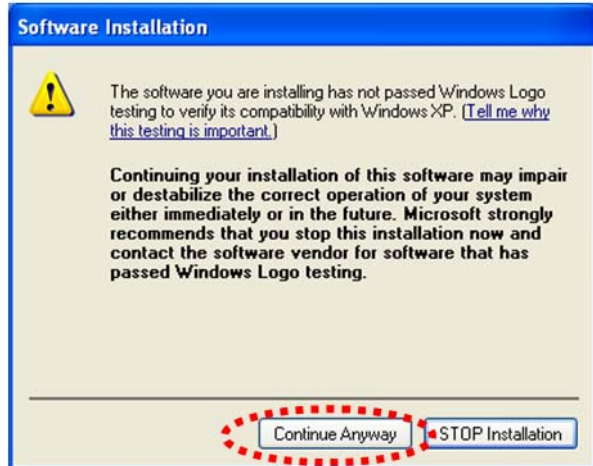 Software Installation
The software you are installing has not passed Windows Logo
testing to verify its compatibility with Windows XP. (Tell me why
this testing is important.)
Continuing your installation of this software may impair
or destabilize the correct operation of your system
either immediately or in the future. Microsoft strongly
recommends that you stop this installation now and
contact the software vendor for software that has
passed Windows Logo testing.
Continue Anyway STOP Installation